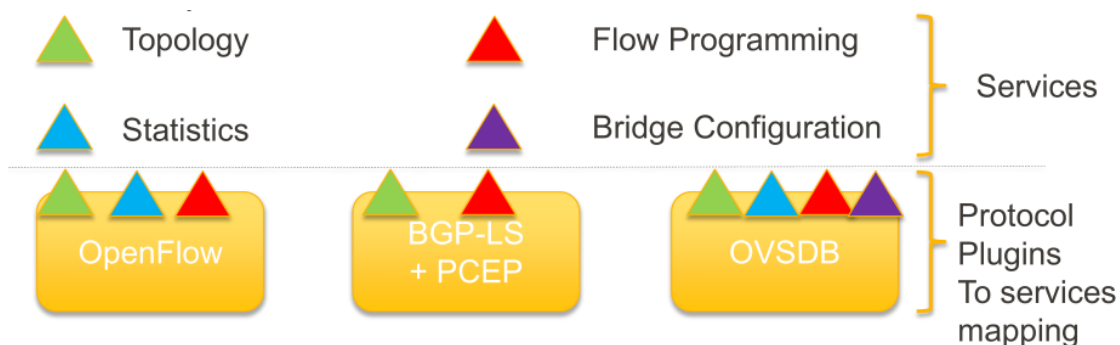 Topology
Flow Programming
Services
Statistics
Bridge Configuration
OpenFlow
BGP-LS
+ PCEP
OVSDB
Protocol
Plugins
To services
mapping